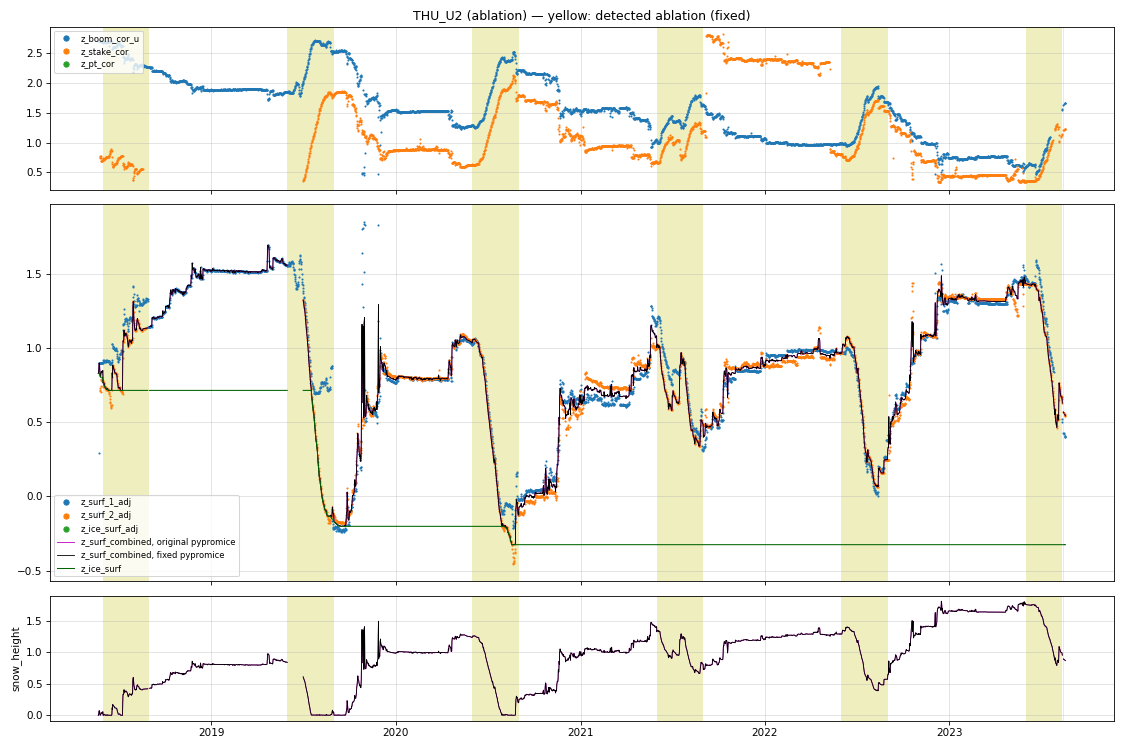 THU_U2 (ablation) — yellow: detected ablation (fixed)
z_boom_cor_u
z_stake_cor
z_pt_cor
2.5
2.0
1.5
1.0
0.5
1.5
1.0
0.5
0.0
−0.5
z_surf_1_adj
z_surf_2_adj
z_ice_surf_adj
z_surf_combined, original pypromice
z_surf_combined, fixed pypromice
z_ice_surf
snow_height
1.5
1.0
0.5
0.0
2019
2020
2021
2022
2023